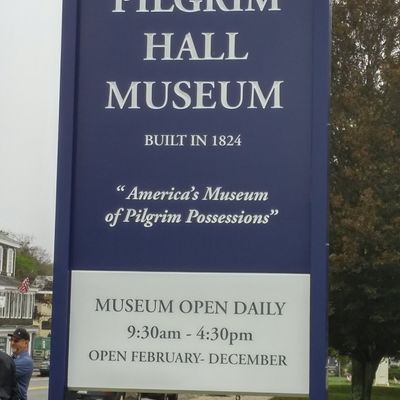 PILGRIM
HALL
MUSEUM
BUILT IN 1824
“America's Museum
of Pilgrim Possessions”
MUSEUM OPEN DAILY
9:30am - 4:30pm
OPEN FEBRUARY- DECEMBER